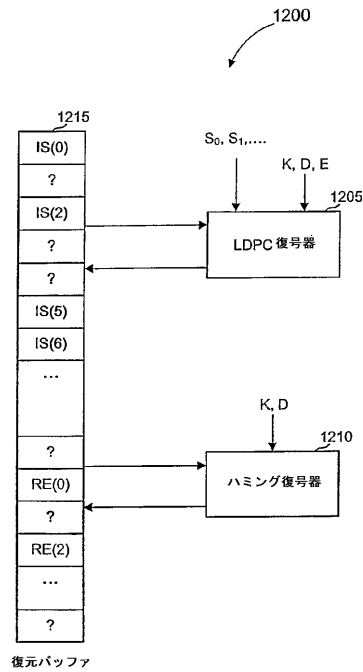 1200
1215
IS(0)
?
IS(2)
?
?
IS(5)
IS(6)
...
?
RE(0)
?
RE(2)
...
?
復元バッファ
S0, S1,....
K, D, E
1205
LDPC 復号器
K, D
1210
ハミング復号器